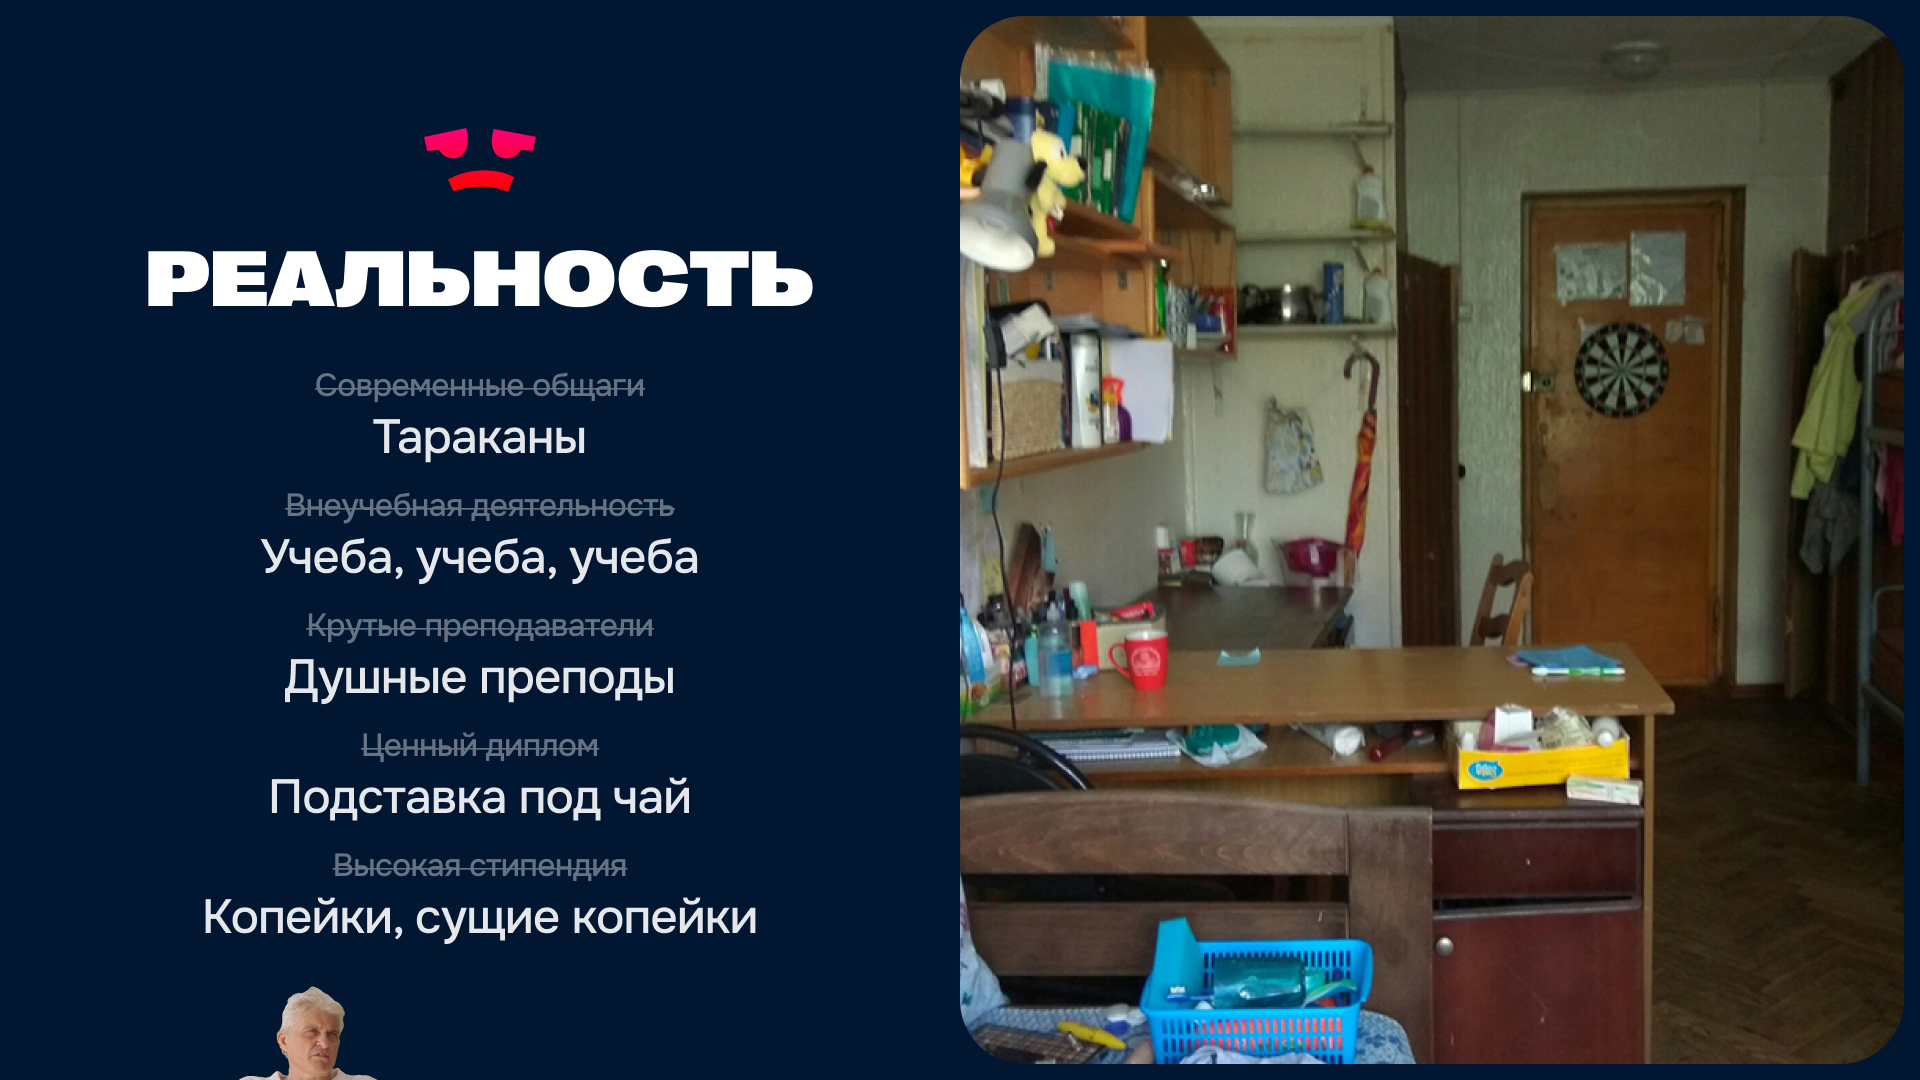 РЕАЛЬНОСТЬ
Современные общаги
Тараканы
Внеучебная деятельность
Учеба, учеба, учеба
Крутые преподаватели
Душные преподы
Ценный диплом
Подставка под чай
Высокая стипендия
Копейки, сущие копейки